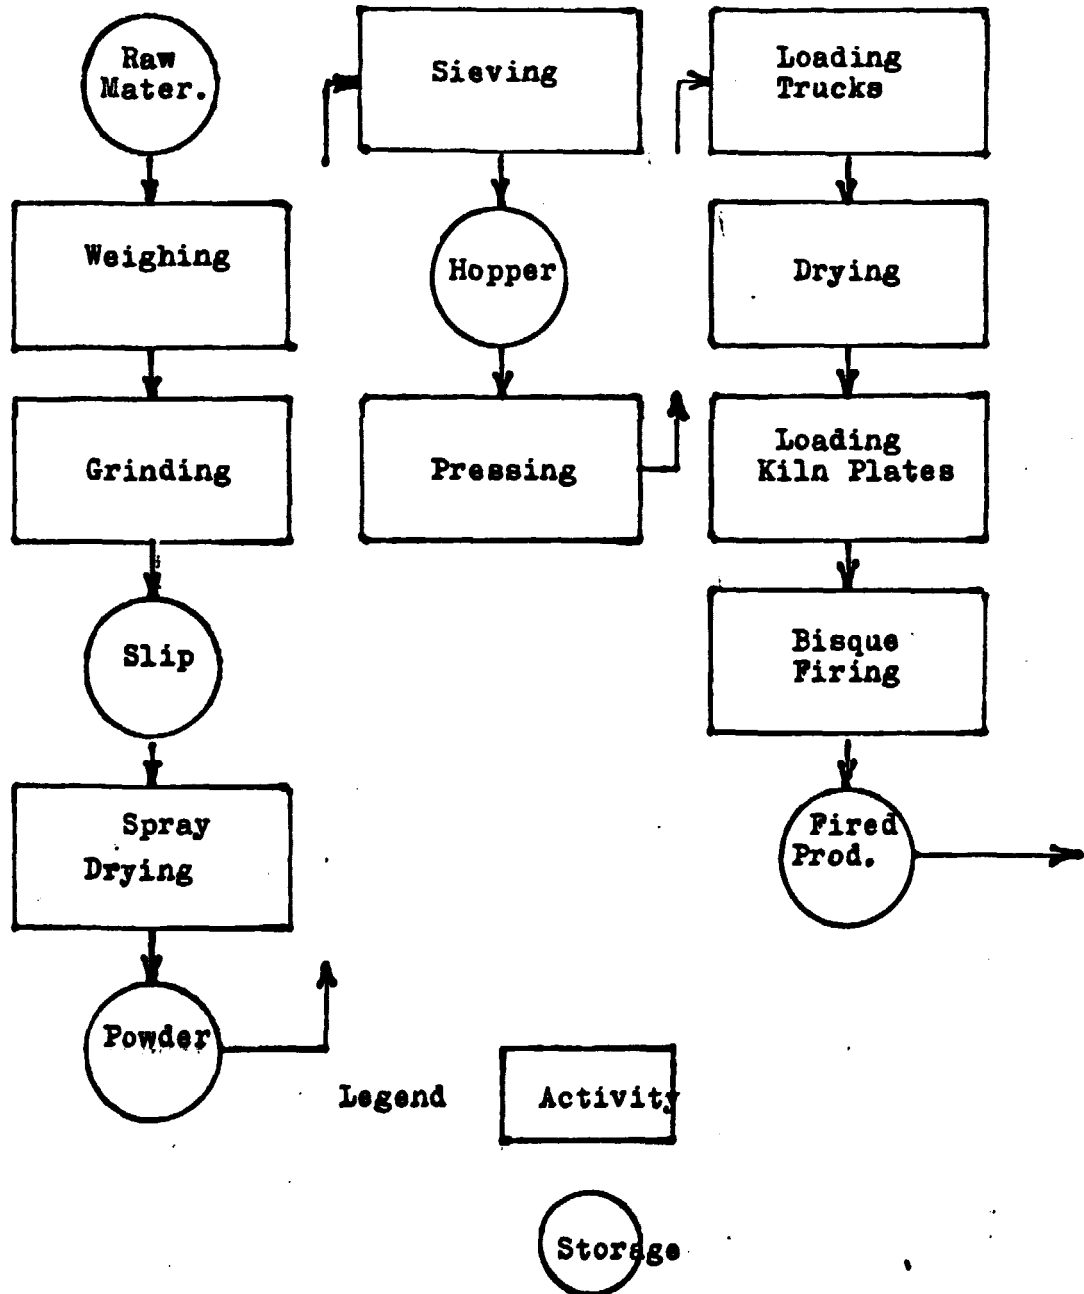 Raw
Mater.
Weighing
Grinding
Slip
Spray
Drying
Powder
Sieving
Hopper
Pressing
Loading
Trucks
Drying
Loading
Kiln Plates
Bisque
Firing
Fired
Prod.
Legend
Activity
Storage